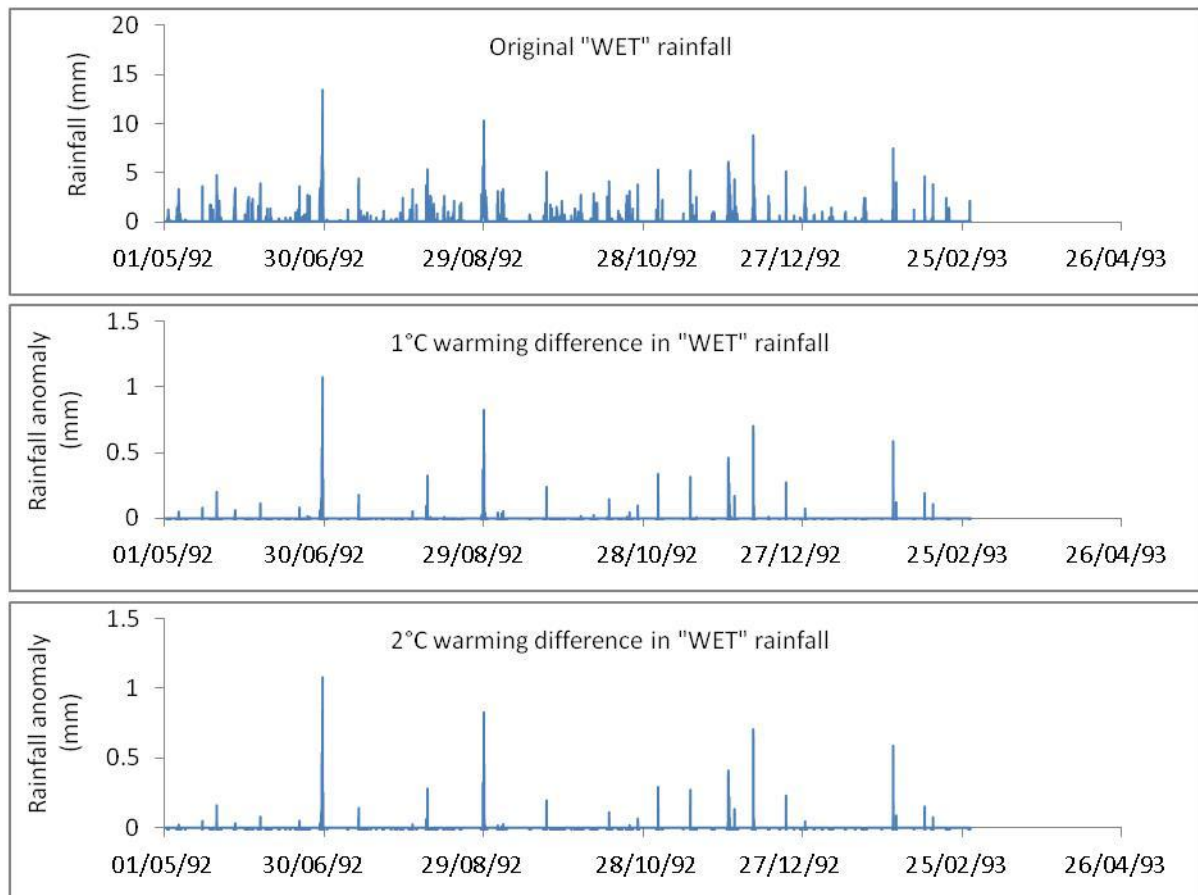 Original "WET" rainfall
Rainfall (mm)
20
15
10
5
0
01/05/92 30/06/92 29/08/92 28/10/92 27/12/92 25/02/93 26/04/93
1°C warming difference in "WET" rainfall
Rainfall anomaly
(mm)
1.5
1
0.5
0
01/05/92 30/06/92 29/08/92 28/10/92 27/12/92 25/02/93 26/04/93
2°C warming difference in "WET" rainfall
Rainfall anomaly
(mm)
1.5
1
0.5
0
01/05/92 30/06/92 29/08/92 28/10/92 27/12/92 25/02/93 26/04/93